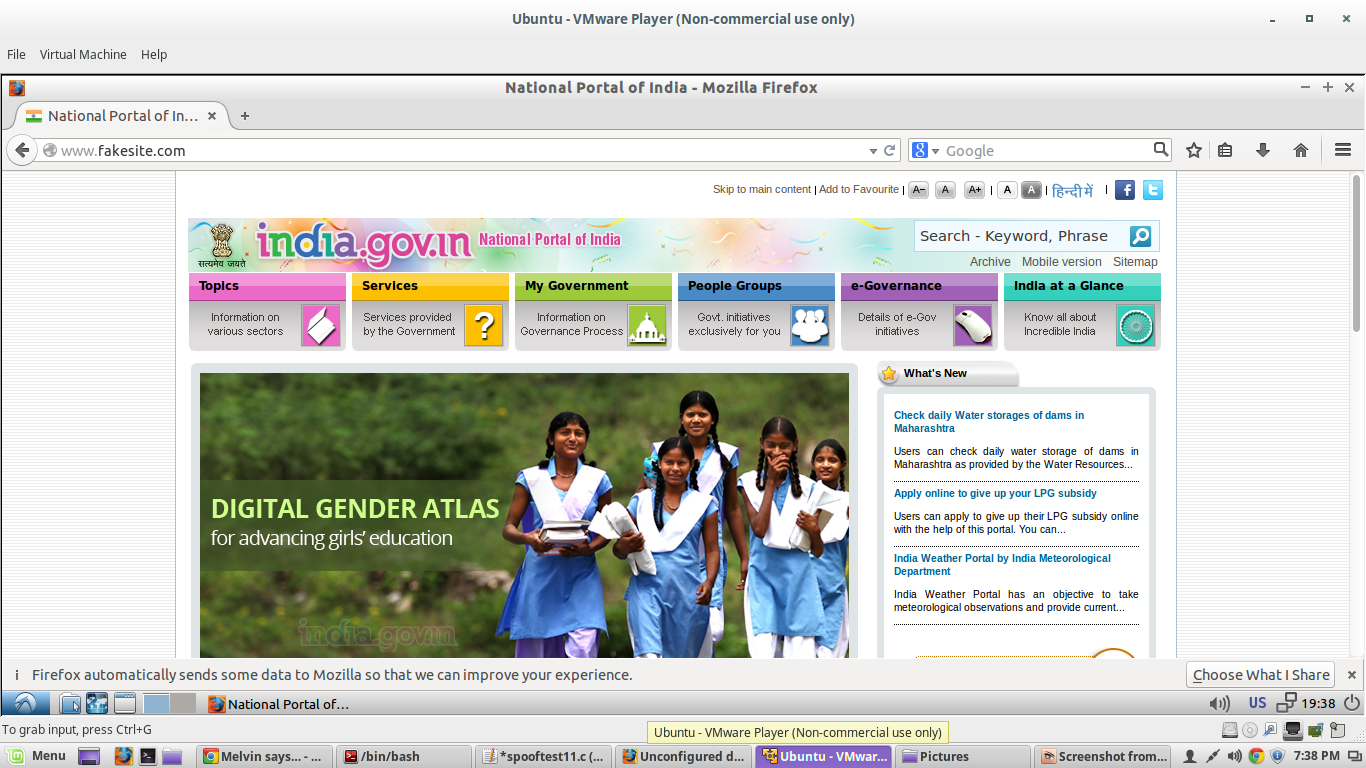 Ubuntu - VMware Player (Non-commercial use only)
File Virtual Machine Help
National Portal of India - Mozilla Firefox
National Portal of In...
www.fakesite.com
Google
Skip to main content | Add to Favourite | A- A A+ | A A | हिन्दी में |
सत्यमेव जयते
india.gov.in National Portal of India
Search - Keyword, Phrase
Archive Mobile version Sitemap
Topics
Information on
various sectors
Services
Services provided
by the Government
My Government
Information on
Governance Process
People Groups
Govt. initiatives
exclusively for you
e-Governance
Details of e-Gov
initiatives
India at a Glance
Know all about
Incredible India
DIGITAL GENDER ATLAS
for advancing girls' education
india.gov.in
What's New
Check daily Water storages of dams in
Maharashtra
Users can check daily water storage of dams in
Maharashtra as provided by the Water Resources...
Apply online to give up your LPG subsidy
Users can apply to give up their LPG subsidy online
with the help of this portal. You can...
India Weather Portal by India Meteorological
Department
India Weather Portal has an objective to take
meteorological observations and provide current...
Firefox automatically sends some data to Mozilla so that we can improve your experience.
Choose What I Share
National Portal of...
US 19:38
To grab input, press Ctrl+G
Ubuntu - VMware Player (Non-commercial use only)
Menu
Melvin says... - ...
/bin/bash
*spooftest11.c (...
Unconfigured d...
Ubuntu - VMwar...
Pictures
Screenshot from...
7:38 PM